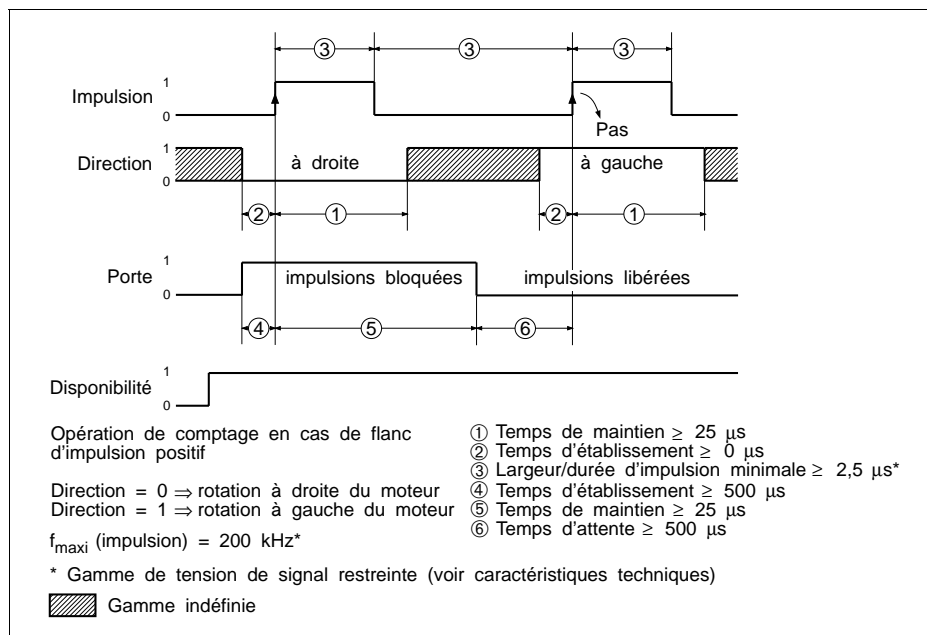 ③ ③ ③
1
Impulsion
0
Pas
Direction
1
0
à droite
à gauche
② ① ② ①
Porte
1
0
impulsions bloquées
impulsions libérées
④ ⑤ ⑥
Disponibilité
1
0
Opération de comptage en cas de flanc
d'impulsion positif
Direction = 0 ⇒ rotation à droite du moteur
Direction = 1 ⇒ rotation à gauche du moteur
fmaxi (impulsion) = 200 kHz*
① Temps de maintien ≥ 25 μs
② Temps d'établissement ≥ 0 μs
③ Largeur/durée d'impulsion minimale ≥ 2,5 μs*
④ Temps d'établissement ≥ 500 μs
⑤ Temps de maintien ≥ 25 μs
⑥ Temps d'attente ≥ 500 μs
* Gamme de tension de signal restreinte (voir caractéristiques techniques)
Gamme indéfinie